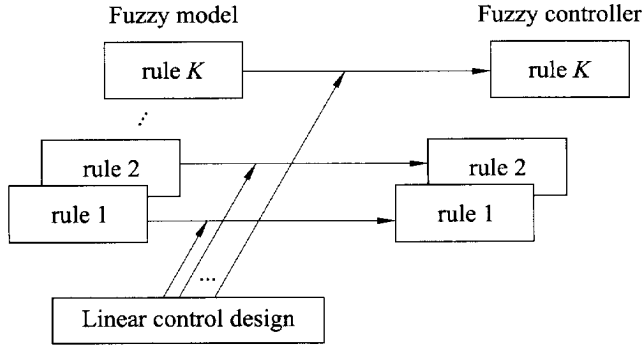 Fuzzy model
Fuzzy controller
rule K
rule K
...
rule 2
rule 2
rule 1
rule 1
...
Linear control design